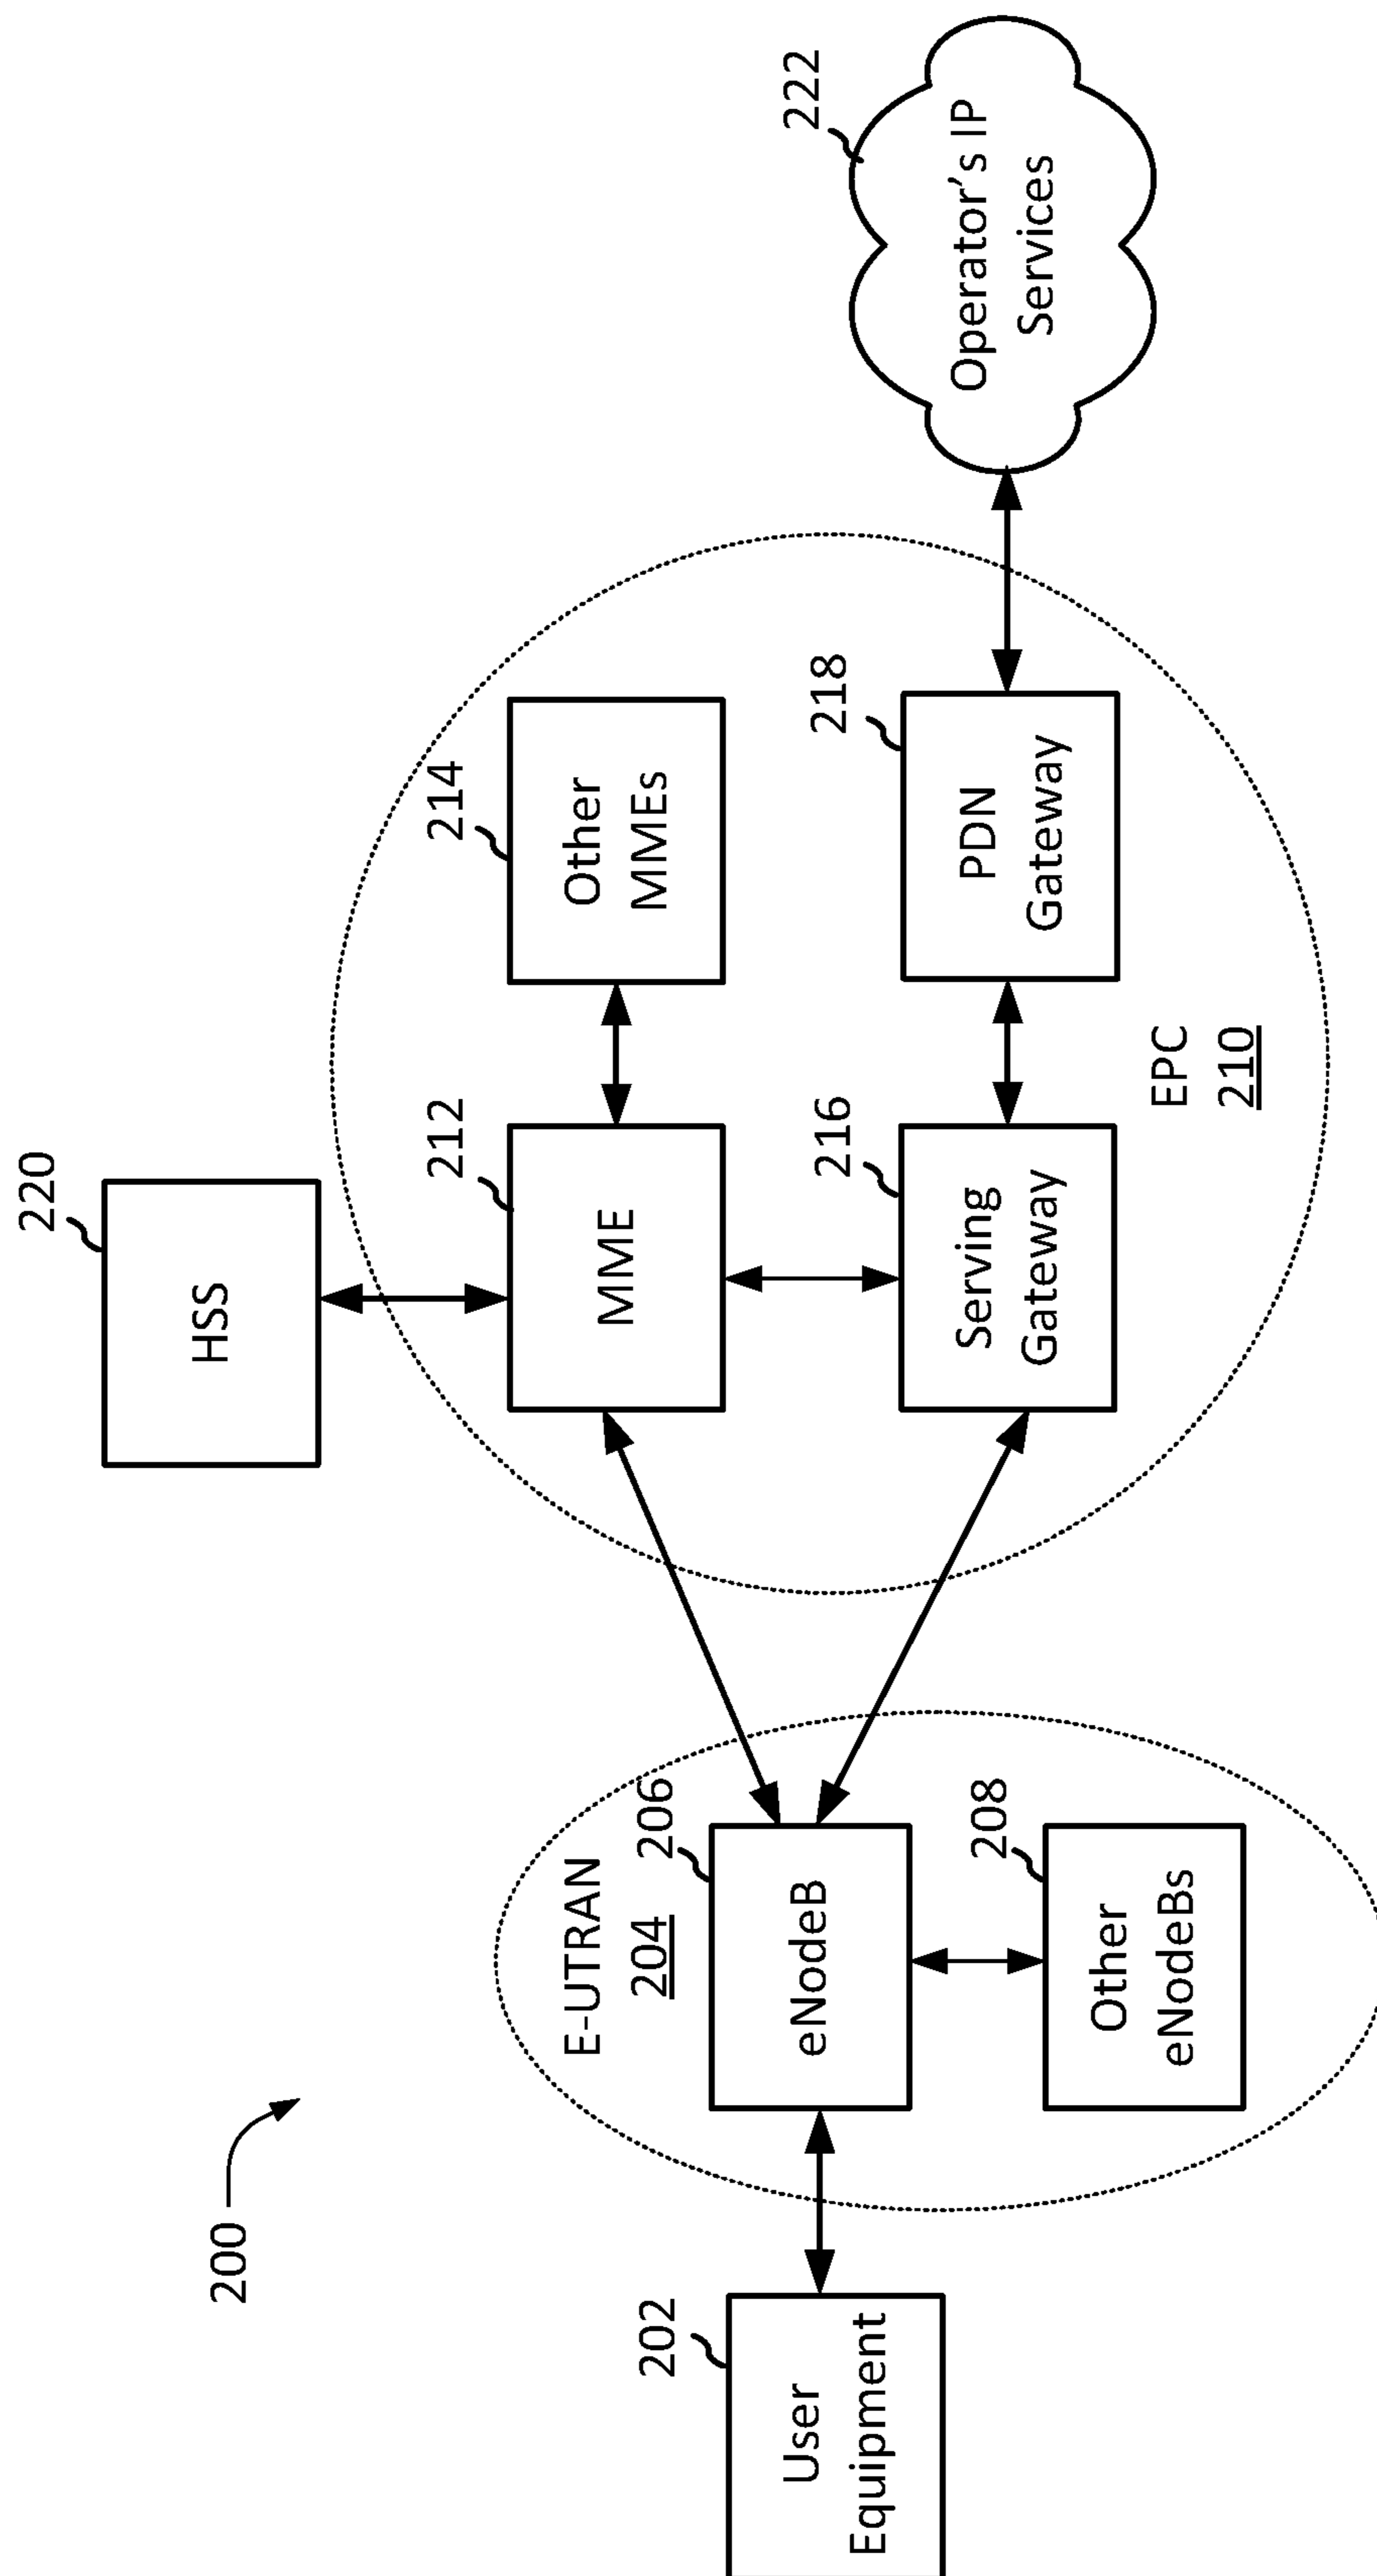 200
220
HSS
212
MME
214
Other
MMEs
222
Operator's IP
Services
E-UTRAN
204
206
eNodeB
216
Serving
Gateway
218
PDN
Gateway
202
User
Equipment
208
Other
eNodeBs
EPC
210